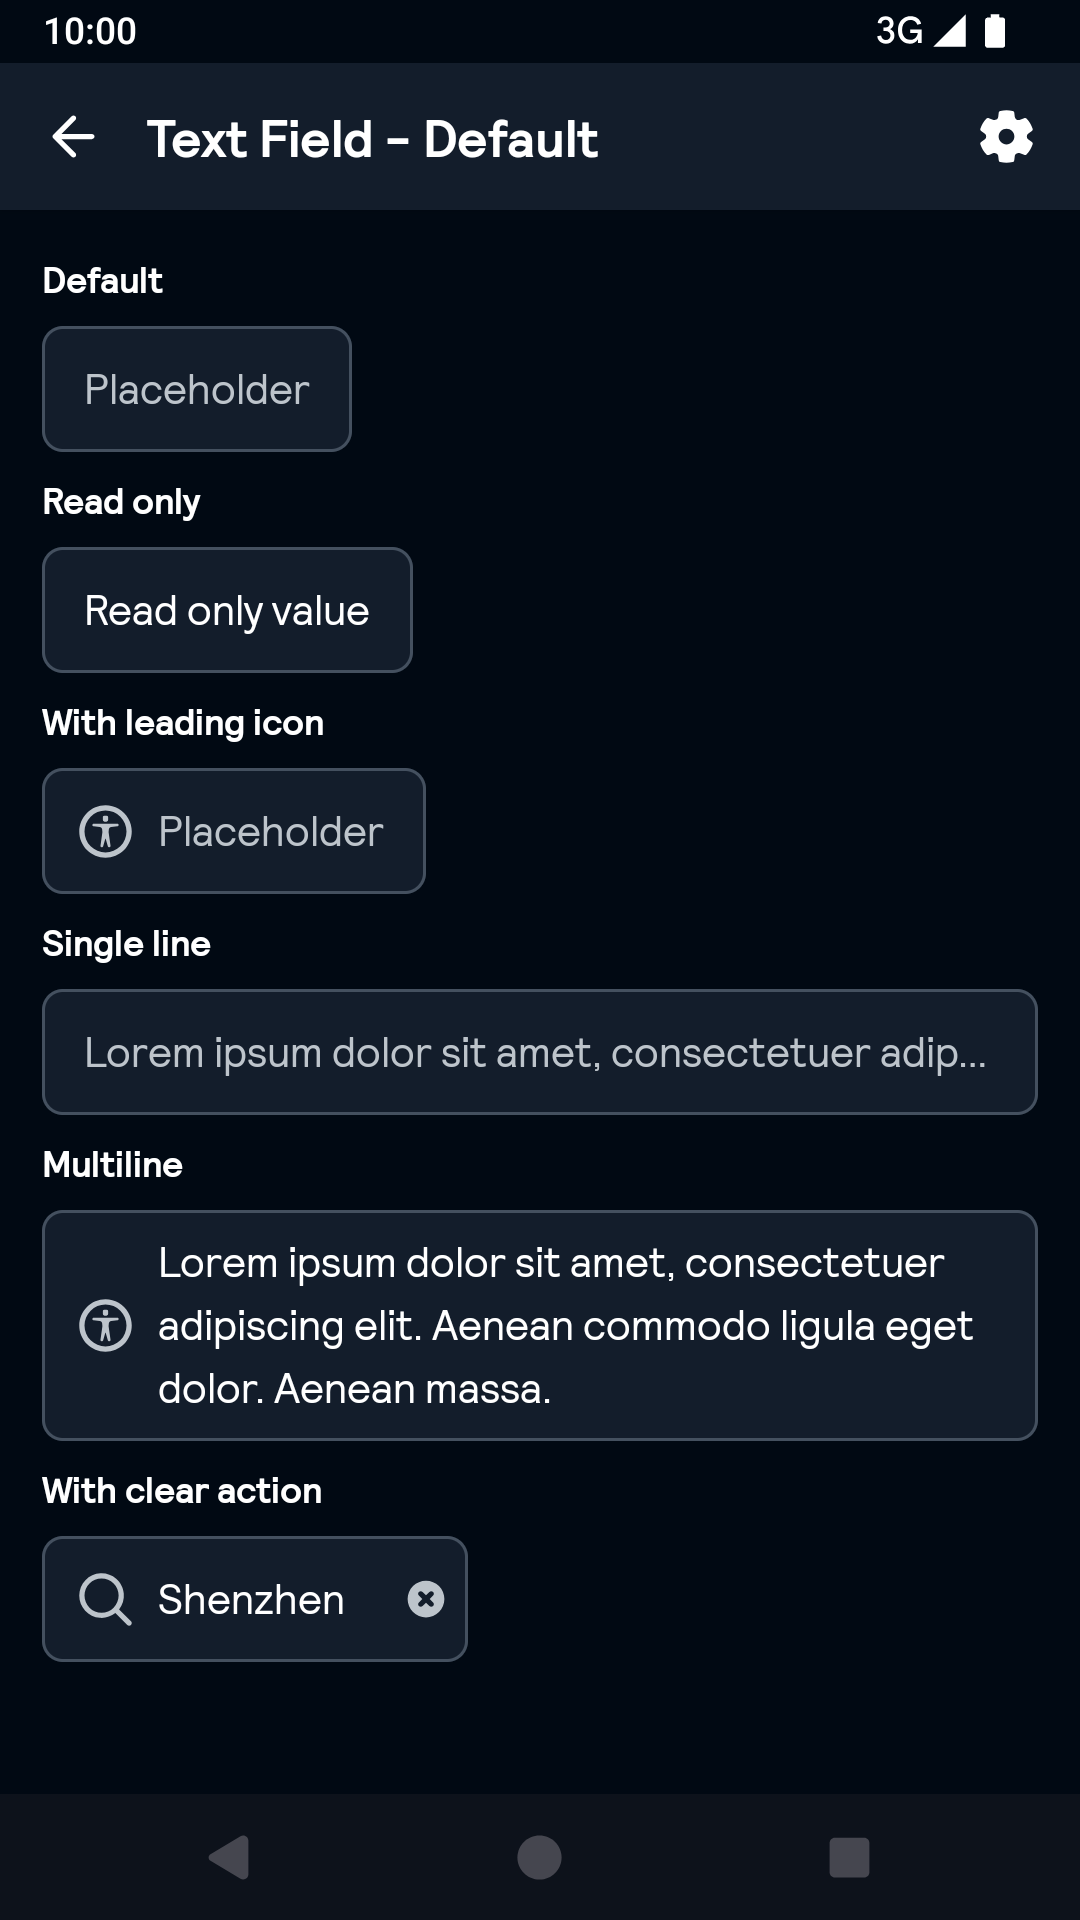 10:00
3G
Text Field - Default
Default
Placeholder
Read only
Read only value
With leading icon
Placeholder
Single line
Lorem ipsum dolor sit amet, consectetuer adip...
Multiline
Lorem ipsum dolor sit amet, consectetuer
adipiscing elit. Aenean commodo ligula eget
dolor. Aenean massa.
With clear action
Shenzhen